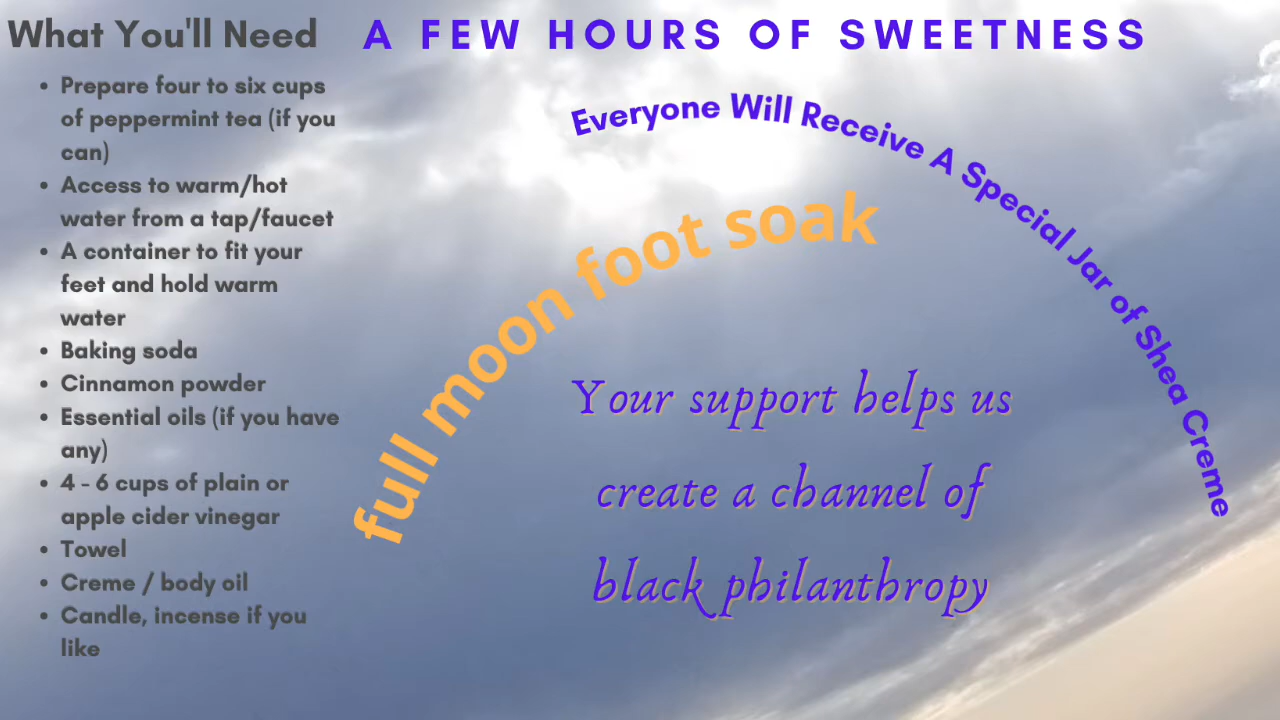 What You'll Need
• Prepare four to six cups
of peppermint tea (if you
can)
• Access to warm/hot
water from a tap/faucet
• A container to fit your
feet and hold warm
water
• Baking soda
• Cinnamon powder
• Essential oils (if you have
any)
• 4 - 6 cups of plain or
apple cider vinegar
• Towel
• Creme / body oil
• Candle, incense if you
like
A FEW HOURS OF SWEETNESS
Everyone Will Receive A Special Jar of Shea Creme
full moon foot soak
Your support helps us
create a channel of
black philanthropy